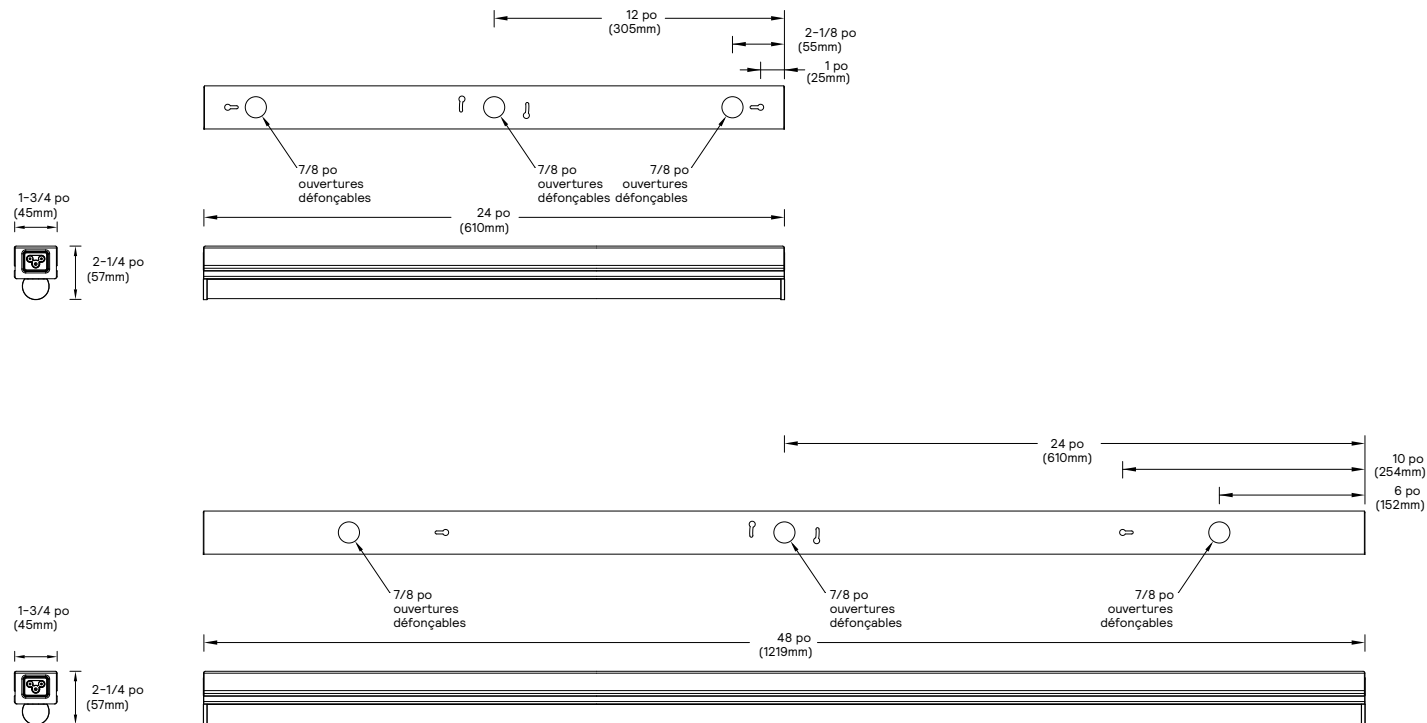 12 po
(305mm)
2-1/8 po
(55mm)
1 po
(25mm)
7/8 po
ouvertures
défonçables
7/8 po
ouvertures
défonçables
7/8 po
ouvertures
défonçables
1-3/4 po
(45mm)
24 po
(610mm)
2-1/4 po
(57mm)
24 po
(610mm)
10 po
(254mm)
6 po
(152mm)
7/8 po
ouvertures
défonçables
7/8 po
ouvertures
défonçables
7/8 po
ouvertures
défonçables
1-3/4 po
(45mm)
48 po
(1219mm)
2-1/4 po
(57mm)